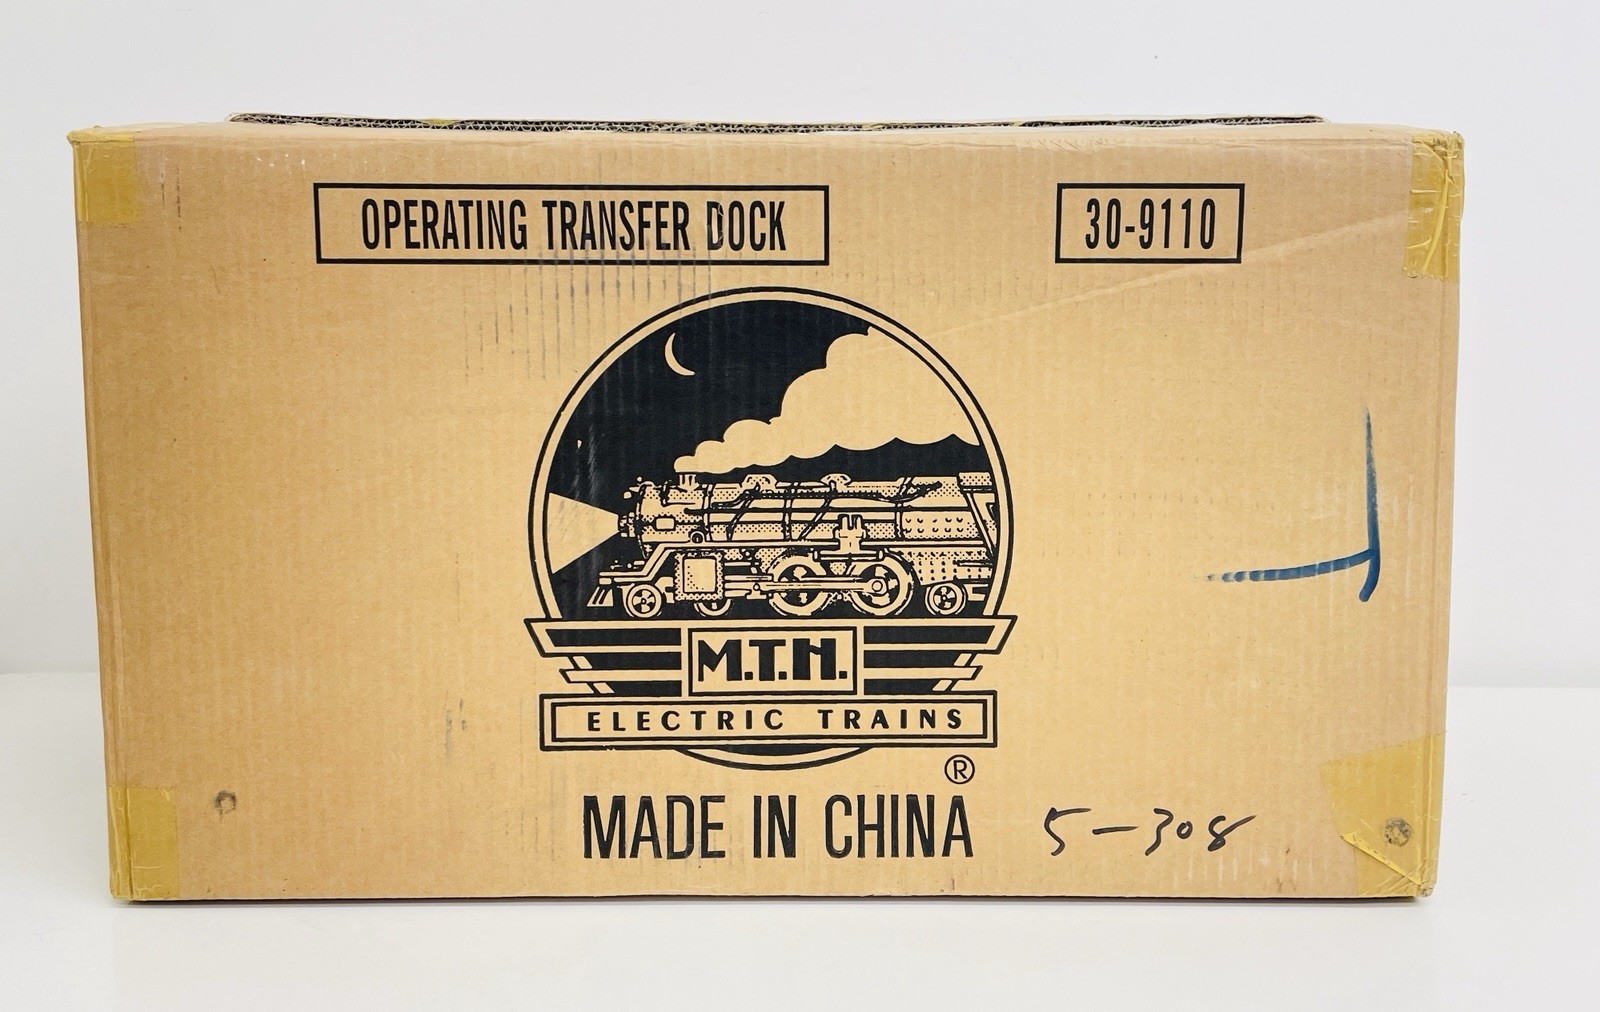 OPERATING TRANSFER DOCK
30-9110
M.T.H.
ELECTRIC TRAINS
®
MADE IN CHINA
5-308